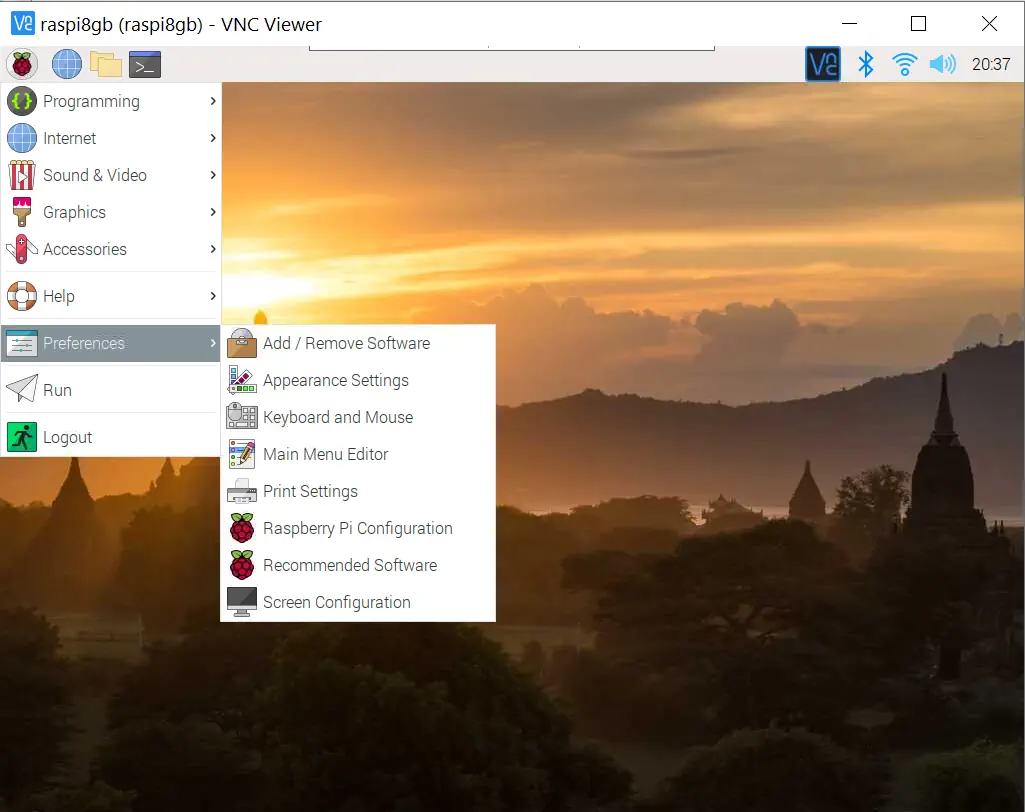 raspi8gb (raspi8gb) - VNC Viewer
20:37
Programming
Internet
Sound & Video
Graphics
Accessories
Help
Preferences
Run
Logout
Add / Remove Software
Appearance Settings
Keyboard and Mouse
Main Menu Editor
Print Settings
Raspberry Pi Configuration
Recommended Software
Screen Configuration